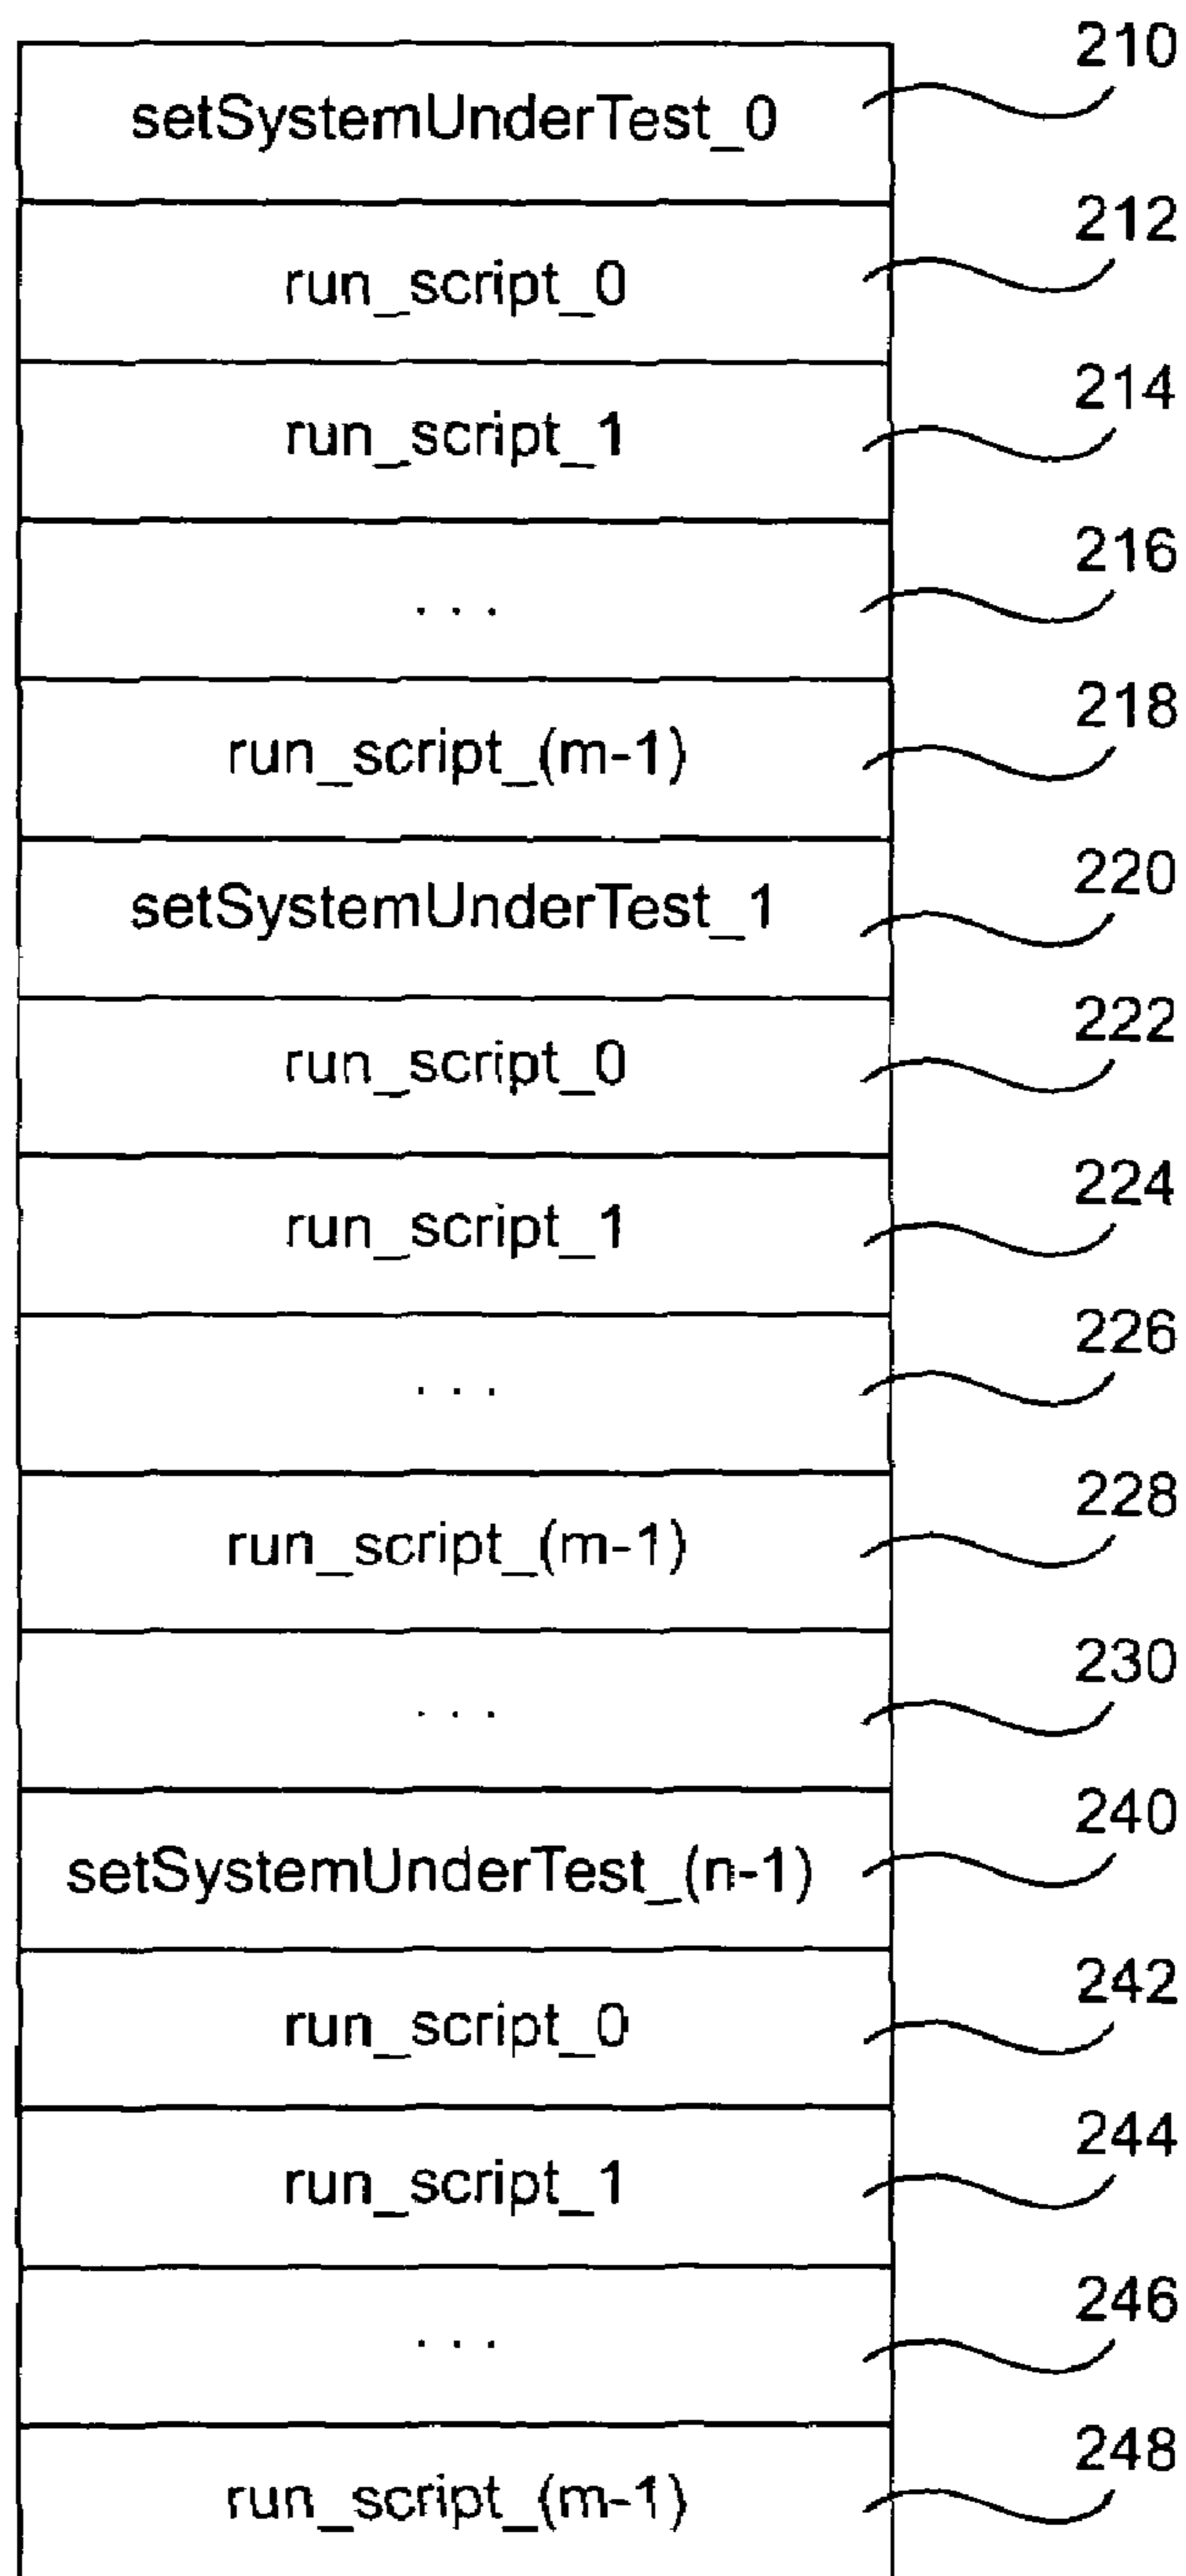 210
setSystemUnderTest_0
212
run_script_0
214
run_script_1
216
. . .
218
run_script_(m-1)
220
setSystemUnderTest_1
222
run_script_0
224
run_script_1
226
. . .
228
run_script_(m-1)
230
. . .
240
setSystemUnderTest_(n-1)
242
run_script_0
244
run_script_1
246
. . .
248
run_script_(m-1)